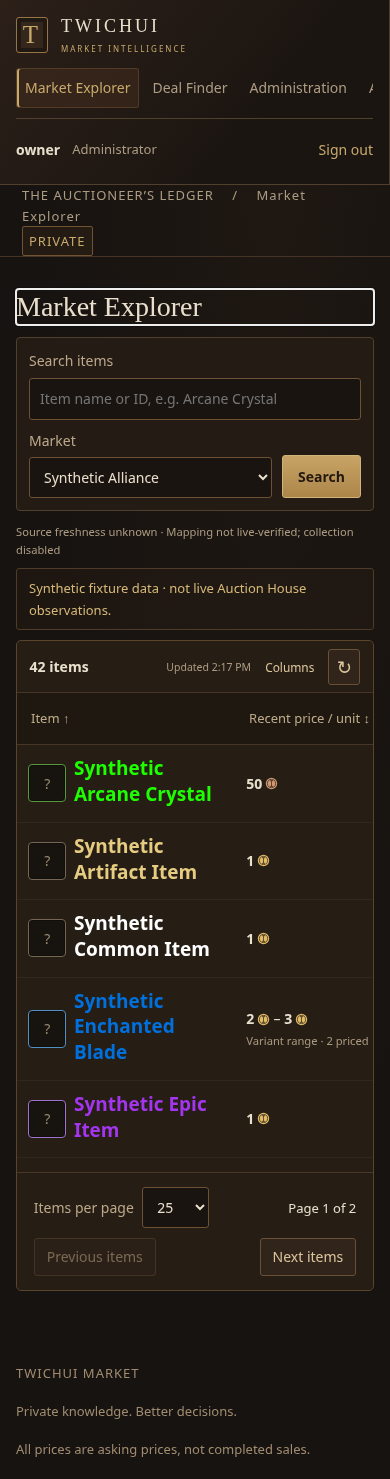 T TWICHUI
MARKET INTELLIGENCE
Market Explorer Deal Finder Administration A
owner Administrator Sign out
THE AUCTIONEER’S LEDGER / Market
Explorer
PRIVATE
Market Explorer
Search items
Item name or ID, e.g. Arcane Crystal
Market
Synthetic Alliance Search
Source freshness unknown · Mapping not live-verified; collection
disabled
Synthetic fixture data · not live Auction House
observations.
42 items Updated 2:17 PM Columns ↻
Item ↑ Recent price / unit ↕
? Synthetic
Arcane Crystal 50
? Synthetic
Artifact Item 1
? Synthetic
Common Item 1
? Synthetic
Enchanted
Blade 2 – 3
Variant range · 2 priced
? Synthetic Epic
Item 1
Items per page 25 Page 1 of 2
Previous items Next items
TWICHUI MARKET
Private knowledge. Better decisions.
All prices are asking prices, not completed sales.